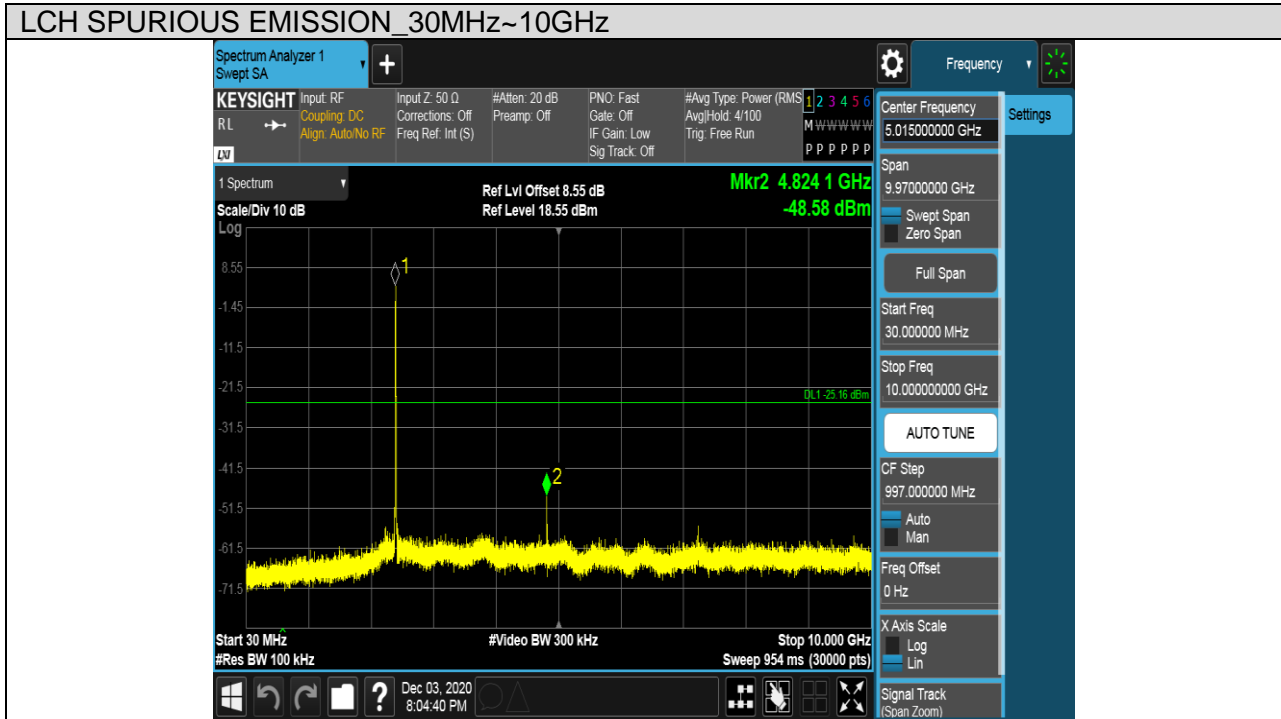 LCH SPURIOUS EMISSION_30MHz~10GHz
Spectrum Analyzer 1
Swept SA
+
Frequency
KEYSIGHT
RL
LXI
Input: RF
Coupling: DC
Align: Auto/No RF
Input Z: 50 Ω
Corrections: Off
Freq Ref: Int (S)
#Atten: 20 dB
Preamp: Off
PNO: Fast
Gate: Off
IF Gain: Low
Sig Track: Off
#Avg Type: Power (RMS
Avg|Hold: 4/100
Trig: Free Run
1 2 3 4 5 6
M W W W W W
P P P P P P
1 Spectrum
Scale/Div 10 dB
Ref Lvl Offset 8.55 dB
Ref Level 18.55 dBm
Mkr2 4.824 1 GHz
-48.58 dBm
Log
8.55
-1.45
-11.5
-21.5
-31.5
-41.5
-51.5
-61.5
-71.5
1
2
DL1 -25.16 dBm
Start 30 MHz
#Res BW 100 kHz
#Video BW 300 kHz
Stop 10.000 GHz
Sweep 954 ms (30000 pts)
?
Dec 03, 2020
8:04:40 PM
Center Frequency
5.015000000 GHz
Settings
Span
9.97000000 GHz
Swept Span
Zero Span
Full Span
Start Freq
30.000000 MHz
Stop Freq
10.000000000 GHz
AUTO TUNE
CF Step
997.000000 MHz
Auto
Man
Freq Offset
0 Hz
X Axis Scale
Log
Lin
Signal Track
(Span Zoom)